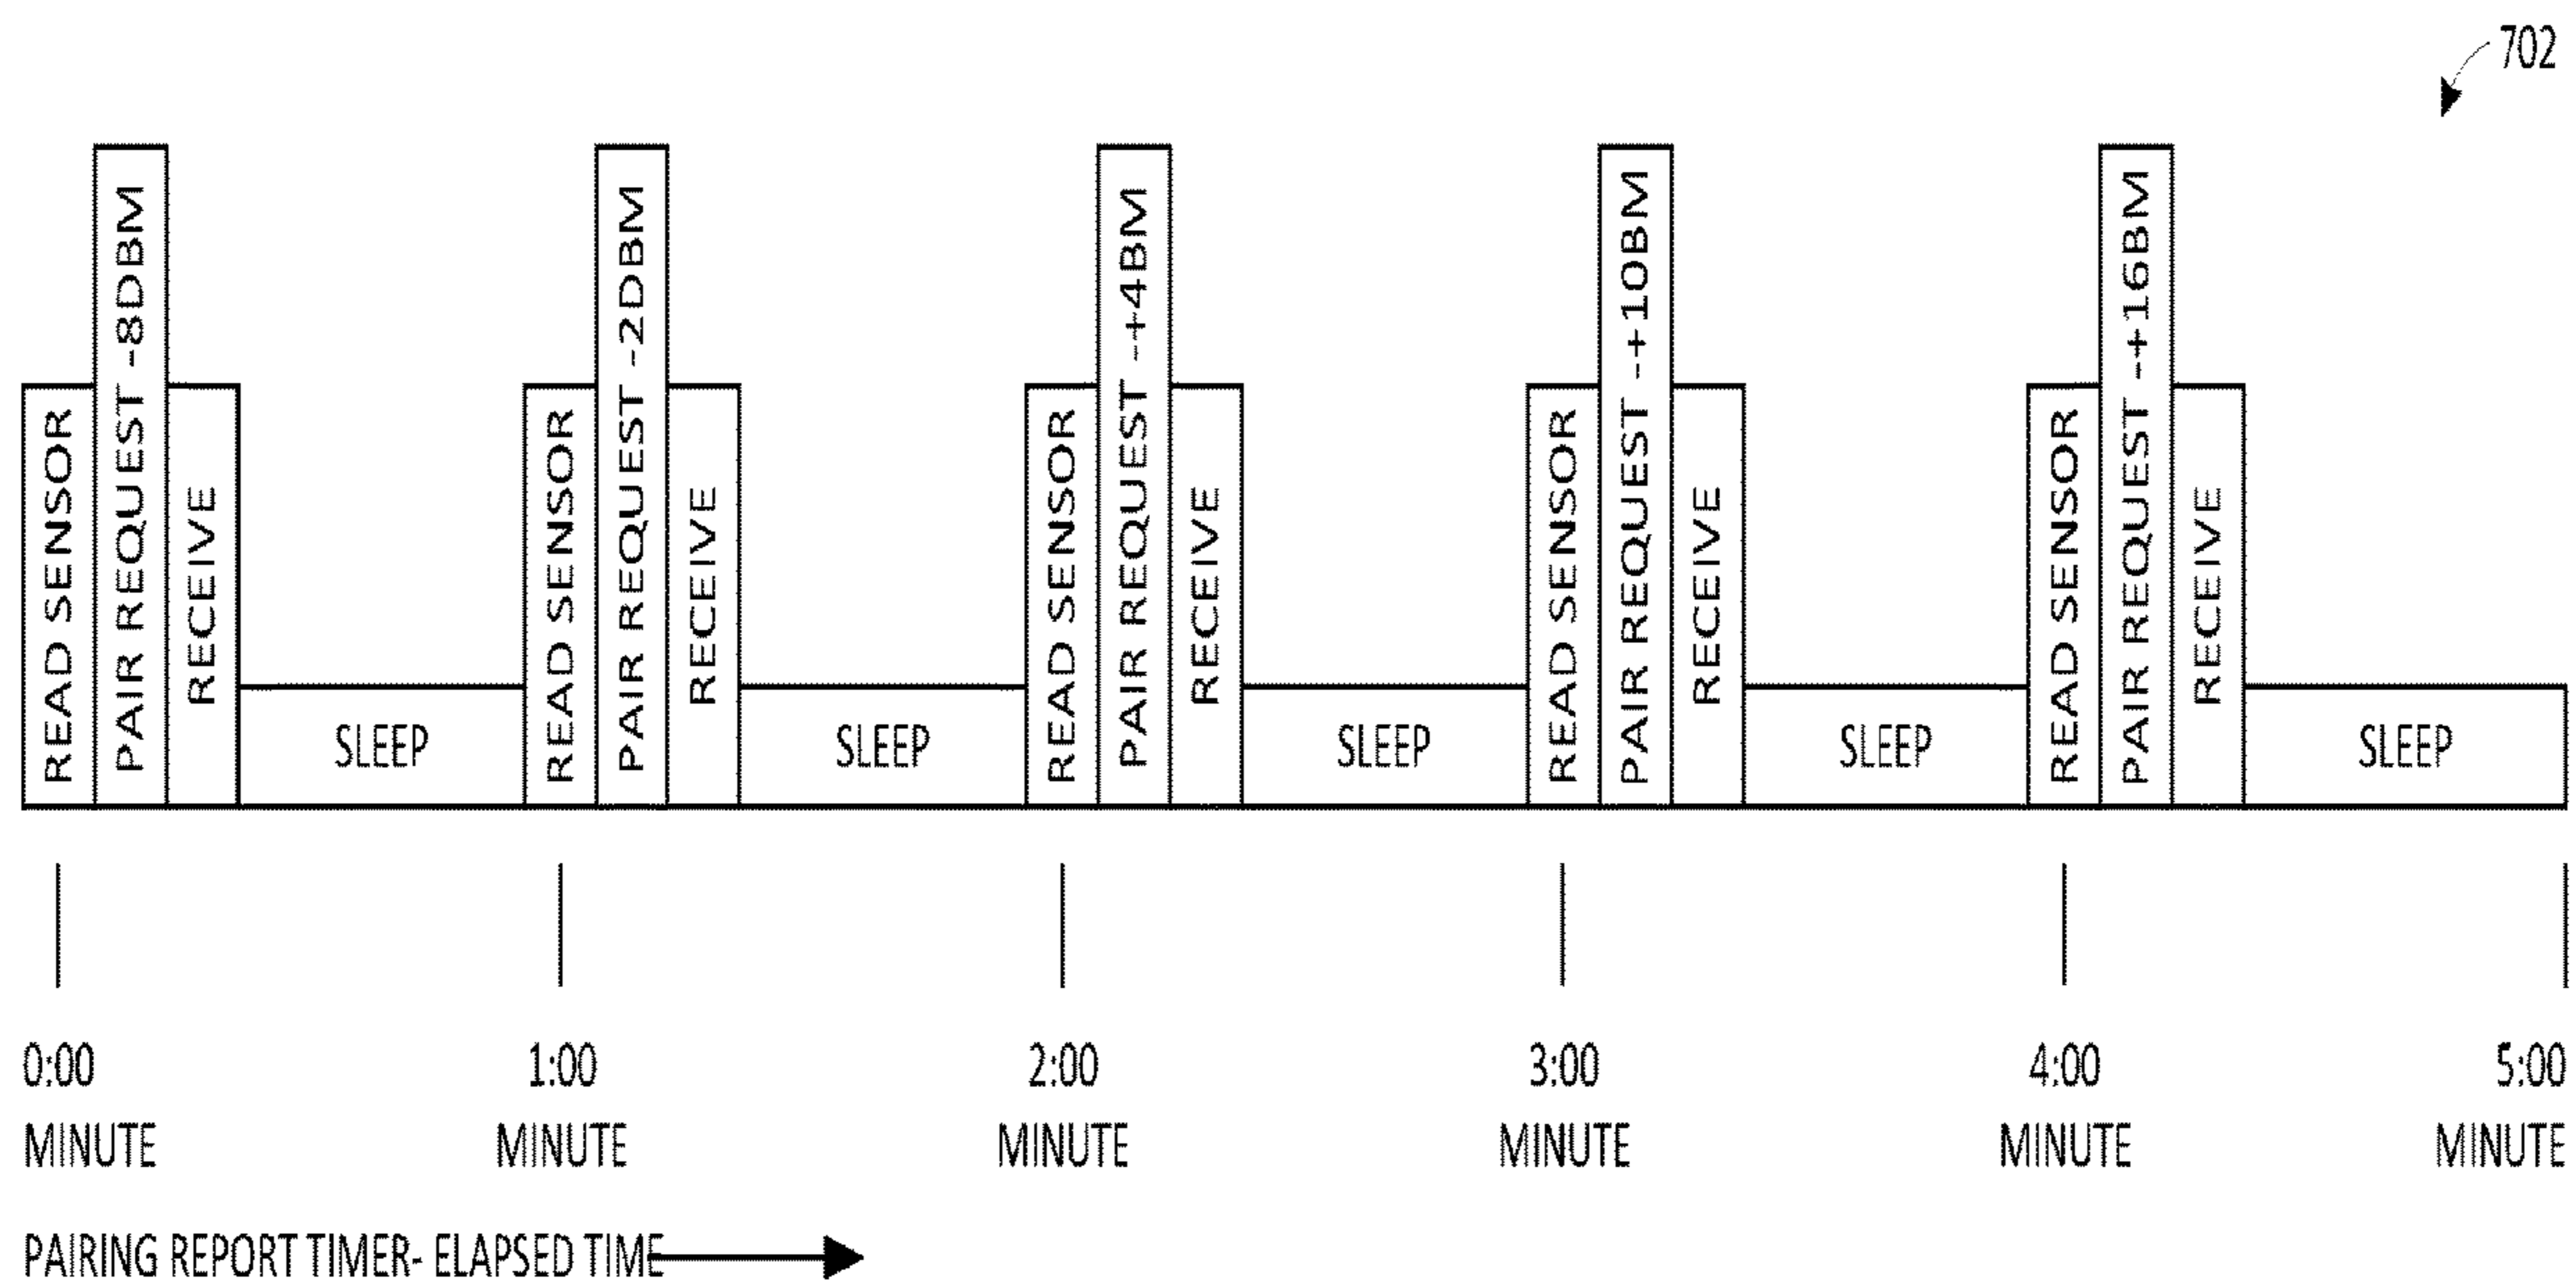 702
READ SENSOR
PAIR REQUEST -8DBM
RECEIVE
SLEEP
READ SENSOR
PAIR REQUEST -2DBM
RECEIVE
SLEEP
READ SENSOR
PAIR REQUEST -+4BM
RECEIVE
SLEEP
READ SENSOR
PAIR REQUEST -+10BM
RECEIVE
SLEEP
READ SENSOR
PAIR REQUEST -+16BM
RECEIVE
SLEEP
0:00
MINUTE
1:00
MINUTE
2:00
MINUTE
3:00
MINUTE
4:00
MINUTE
5:00
MINUTE
PAIRING REPORT TIMER- ELAPSED TIME